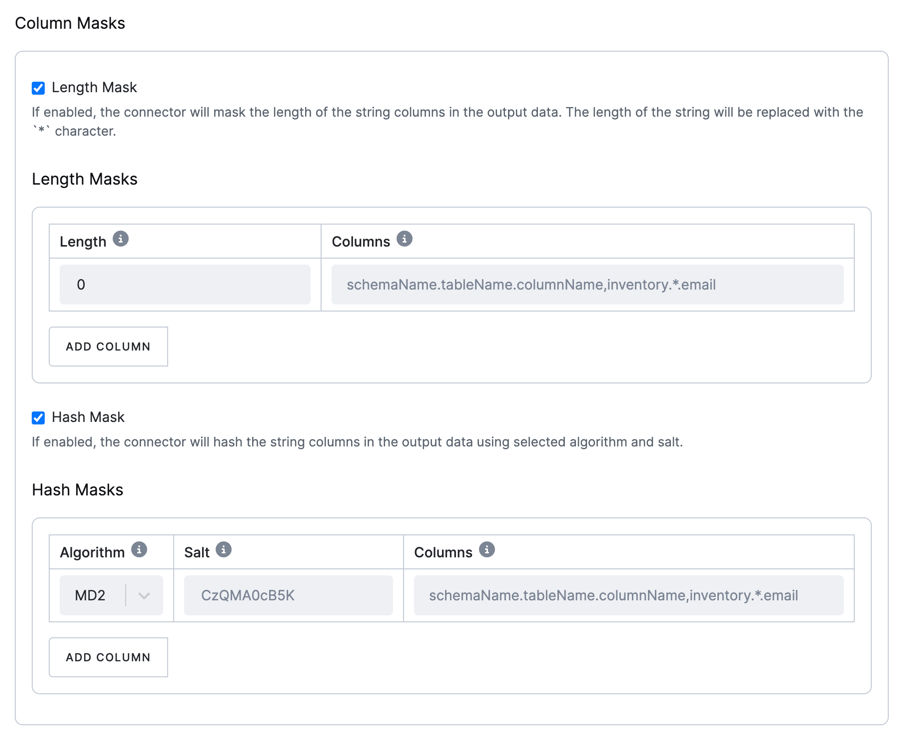 Column Masks
Length Mask
If enabled, the connector will mask the length of the string columns in the output data. The length of the string will be replaced with the
`*` character.
Length Masks
Length Columns
0 schemaName.tableName.columnName,inventory.*.email
ADD COLUMN
Hash Mask
If enabled, the connector will hash the string columns in the output data using selected algorithm and salt.
Hash Masks
Algorithm Salt Columns
MD2 CzQMA0cB5K schemaName.tableName.columnName,inventory.*.email
ADD COLUMN